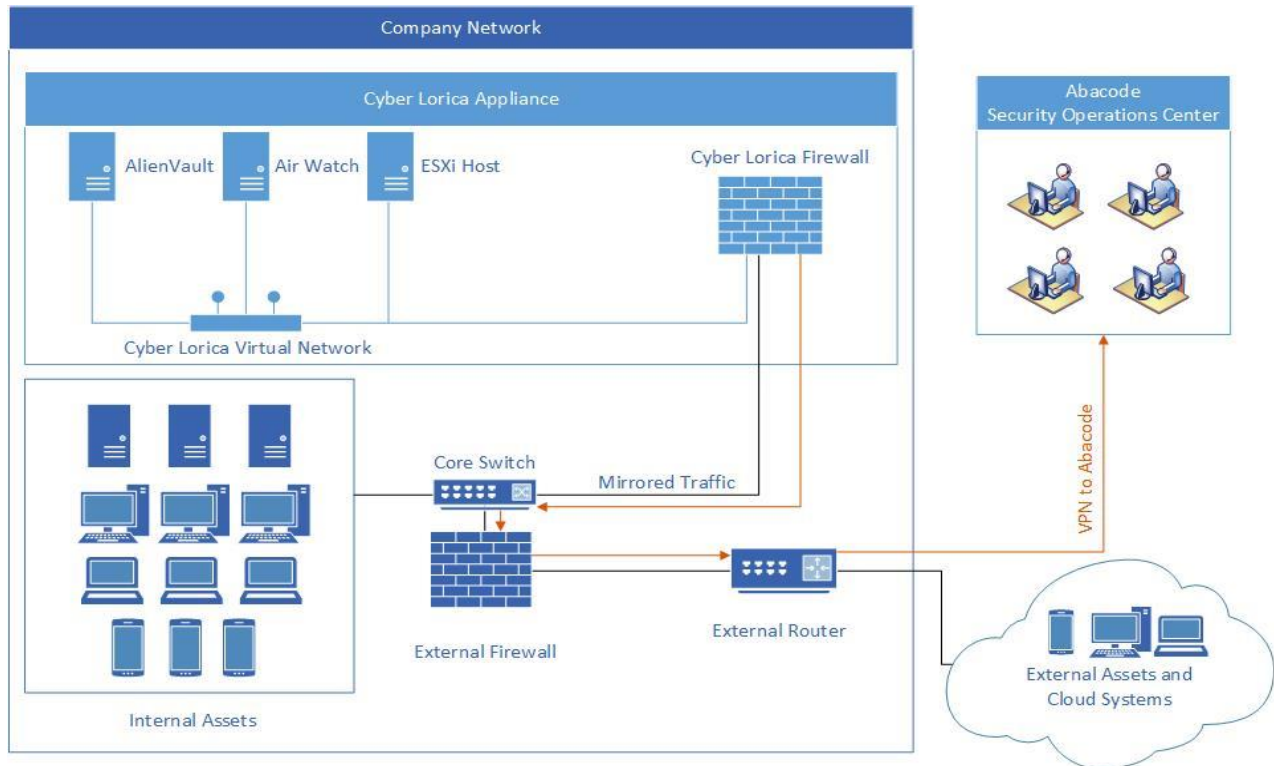 Company Network
Cyber Lorica Appliance
AlienVault
Air Watch
ESXi Host
Cyber Lorica Firewall
Cyber Lorica Virtual Network
Abacode
Security Operations Center
Core Switch
Mirrored Traffic
VPN to Abacode
External Firewall
External Router
Internal Assets
External Assets and
Cloud Systems